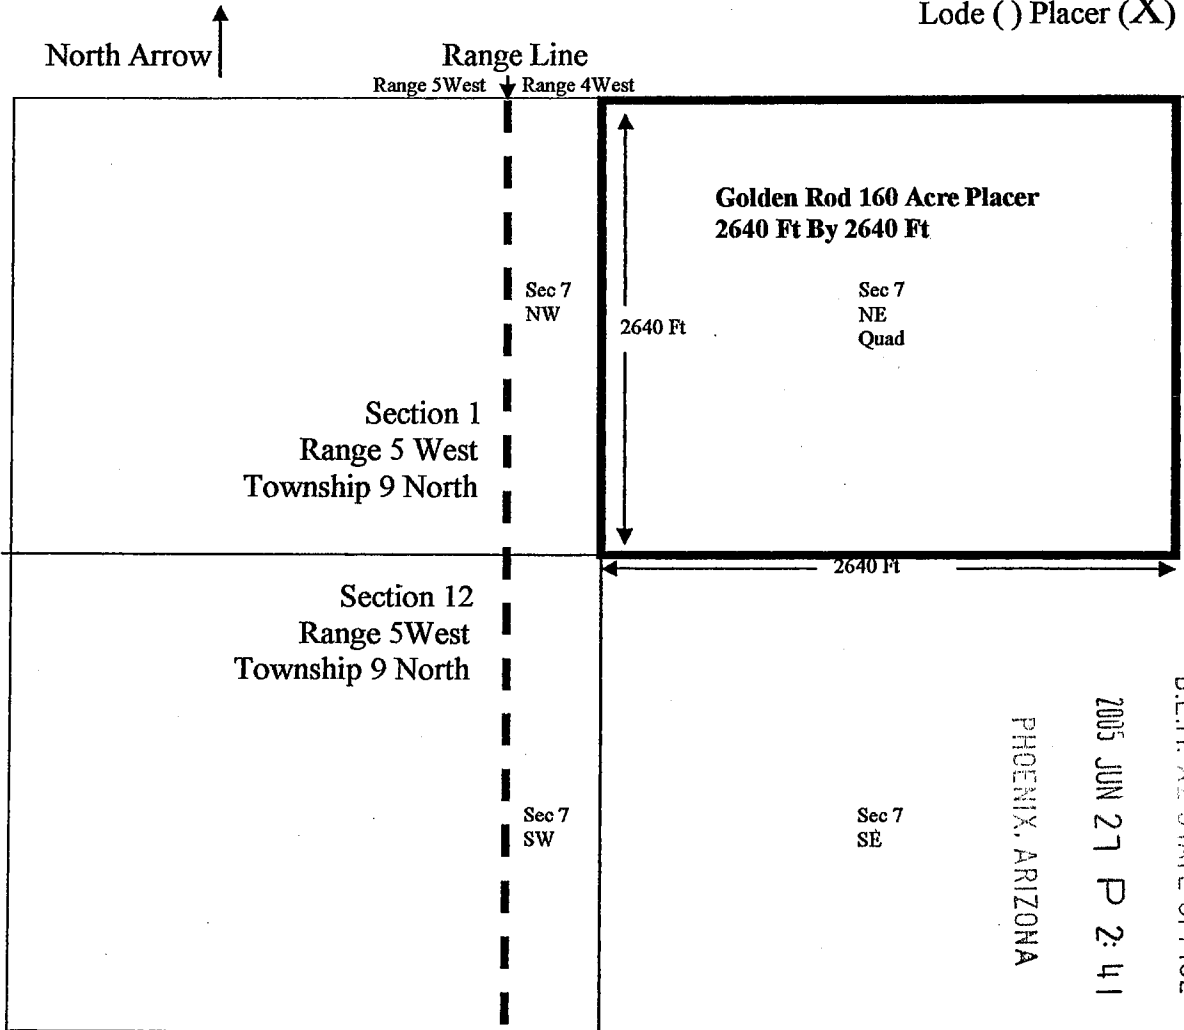 Lode ( ) Placer (X)
North Arrow
Range Line
Range 5West
Range 4West
Golden Rod 160 Acre Placer
2640 Ft By 2640 Ft
Sec 7
NW
Sec 7
NE
Quad
2640 Ft
Section 1
Range 5 West
Township 9 North
2640 Ft
Section 12
Range 5West
Township 9 North
Sec 7
SW
Sec 7
SE
2005 JUN 27 P 2:41
PHOENIX, ARIZONA